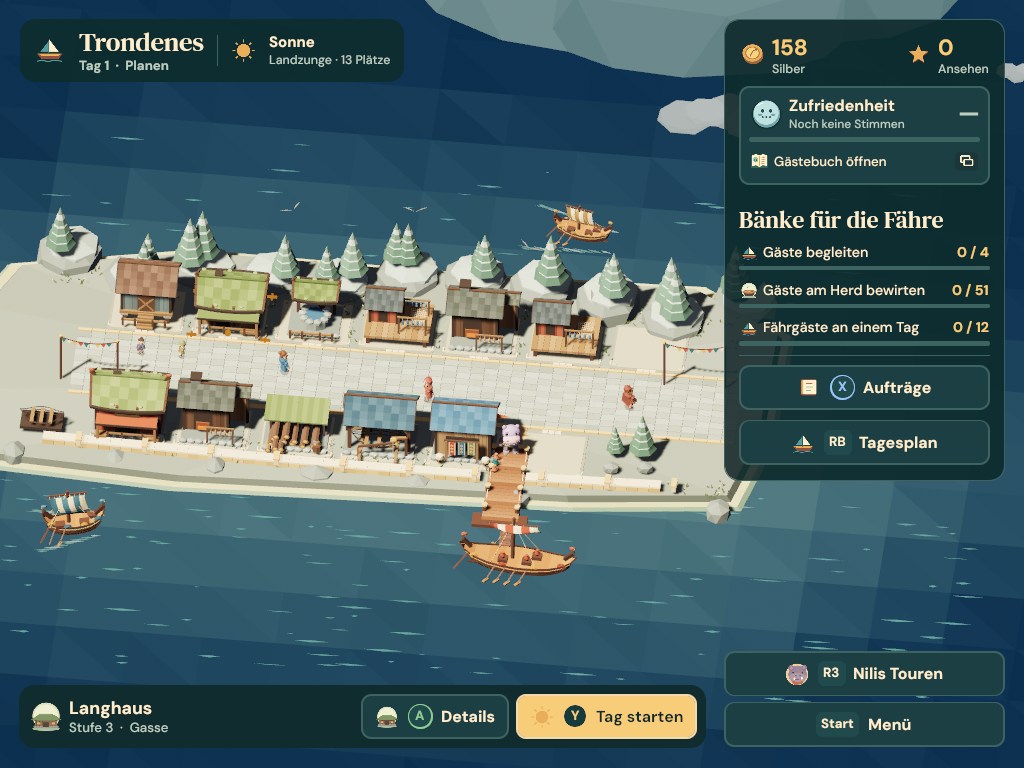 Trondenes
Tag 1 · Planen
Sonne
Landzunge · 13 Plätze
158
Silber
0
Ansehen
Zufriedenheit
Noch keine Stimmen
—
Gästebuch öffnen
Bänke für die Fähre
Gäste begleiten 0 / 4
Gäste am Herd bewirten 0 / 51
Fährgäste an einem Tag 0 / 12
X Aufträge
RB Tagesplan
R3 Nilis Touren
Start Menü
Langhaus
Stufe 3 · Gasse
A Details
Y Tag starten